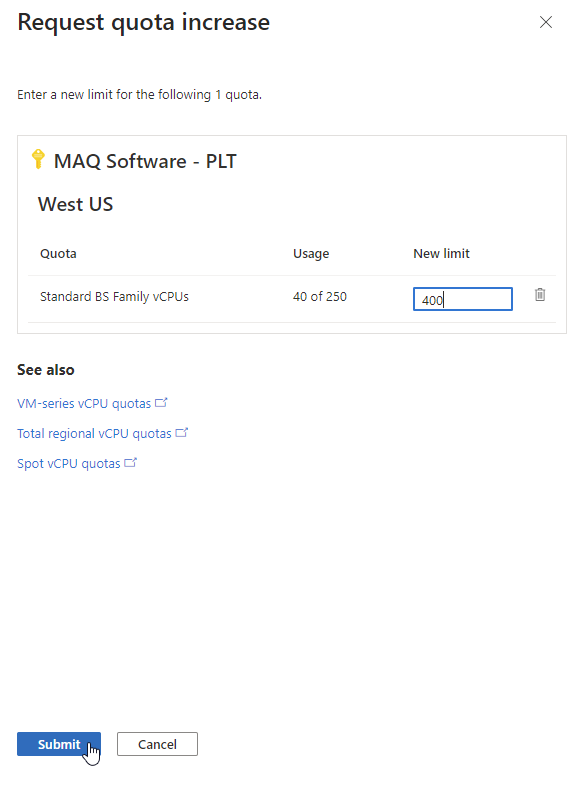 Request quota increase
Enter a new limit for the following 1 quota.
MAQ Software - PLT
West US
Quota Usage New limit
Standard BS Family vCPUs 40 of 250 400
See also
VM-series vCPU quotas
Total regional vCPU quotas
Spot vCPU quotas
Submit Cancel